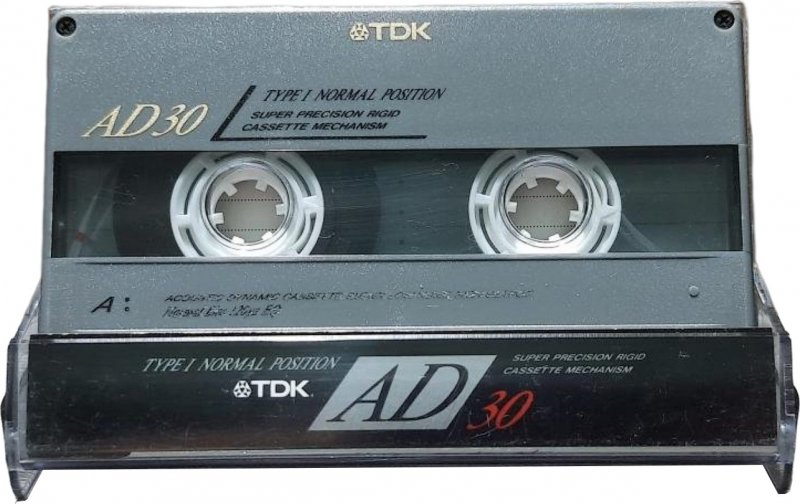 TDK
AD30
TYPE I NORMAL POSITION
SUPER PRECISION RIGID
CASSETTE MECHANISM
A:
TYPE I NORMAL POSITION
TDK.
AD 30
SUPER PRECISION RIGID
CASSETTE MECHANISM